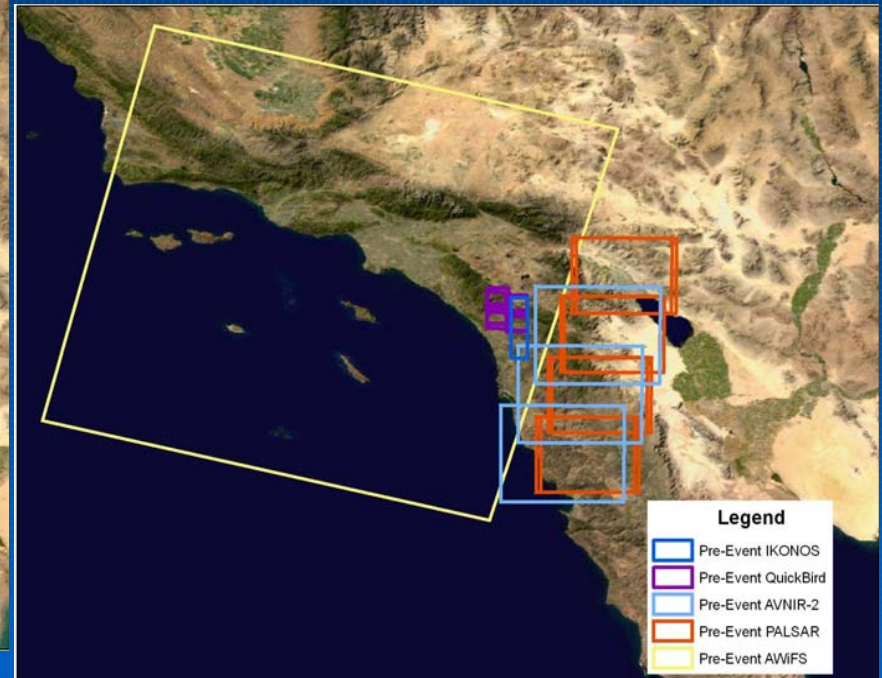 Legend
Pre-Event IKONOS
Pre-Event QuickBird
Pre-Event AVNIR-2
Pre-Event PALSAR
Pre-Event AWiFS